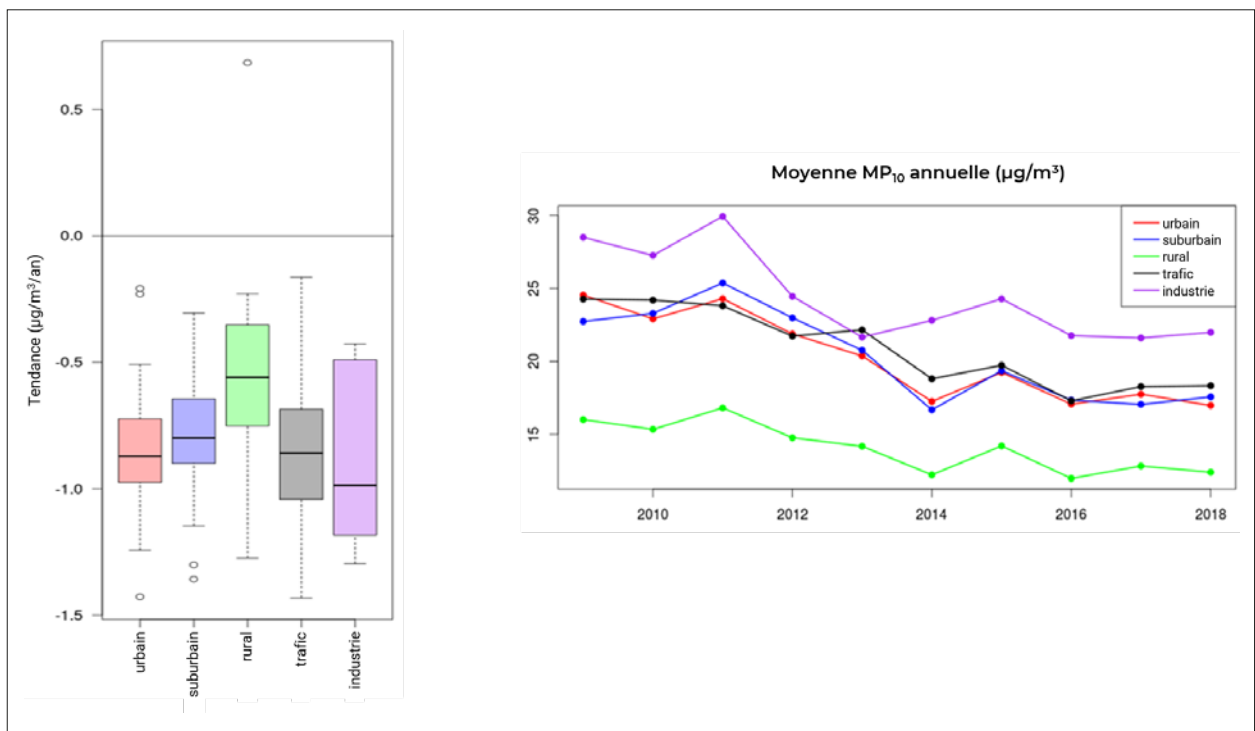 0.5
0.0
-0.5
-1.0
-1.5
Tendance (µg/m³/an)
urbain
suburbain
rural
trafic
industrie
Moyenne MP₁₀ annuelle (µg/m³)
30
25
20
15
2010
2012
2014
2016
2018
urbain
suburbain
rural
trafic
industrie